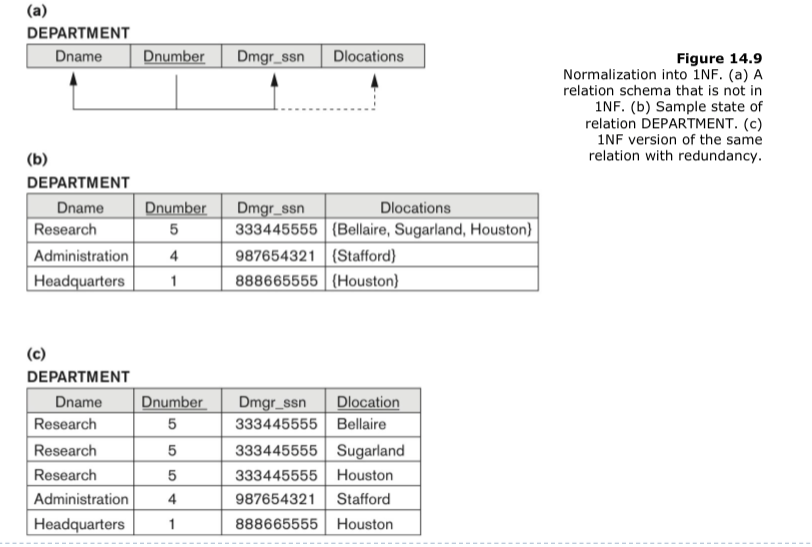 (a)
DEPARTMENT
Dname Dnumber Dmgr_ssn Dlocations
Figure 14.9
Normalization into 1NF. (a) A
relation schema that is not in
1NF. (b) Sample state of
relation DEPARTMENT. (c)
1NF version of the same
relation with redundancy.
(b)
DEPARTMENT
Dname Dnumber Dmgr_ssn Dlocations
Research 5 333445555 {Bellaire, Sugarland, Houston}
Administration 4 987654321 {Stafford}
Headquarters 1 888665555 {Houston}
(c)
DEPARTMENT
Dname Dnumber Dmgr_ssn Dlocation
Research 5 333445555 Bellaire
Research 5 333445555 Sugarland
Research 5 333445555 Houston
Administration 4 987654321 Stafford
Headquarters 1 888665555 Houston